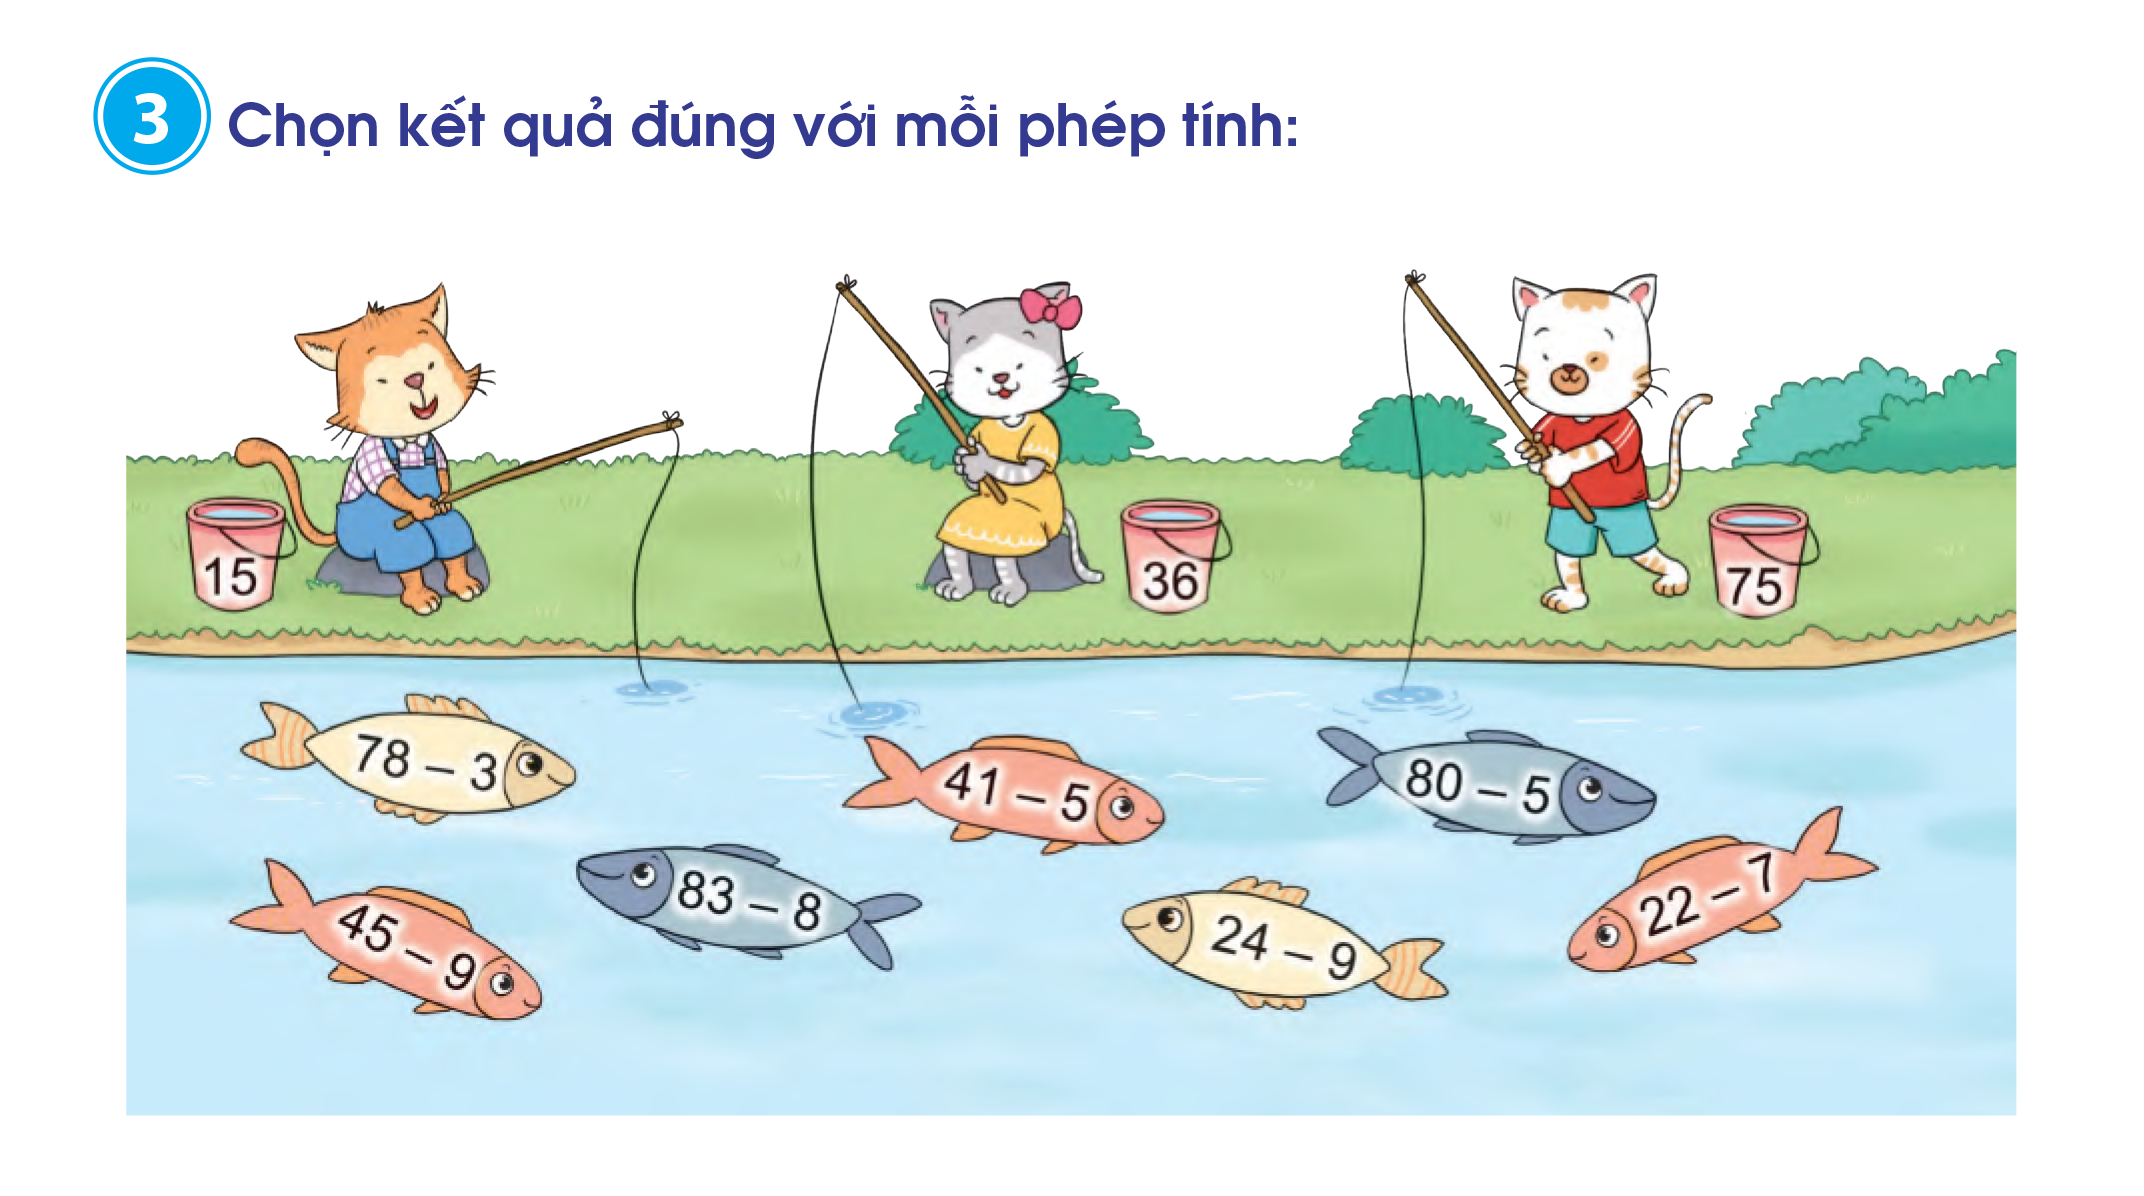 3 Chọn kết quả đúng với mỗi phép tính:
15
36
75
78 – 3
41 – 5
80 – 5
45 – 9
83 – 8
24 – 9
22 – 7